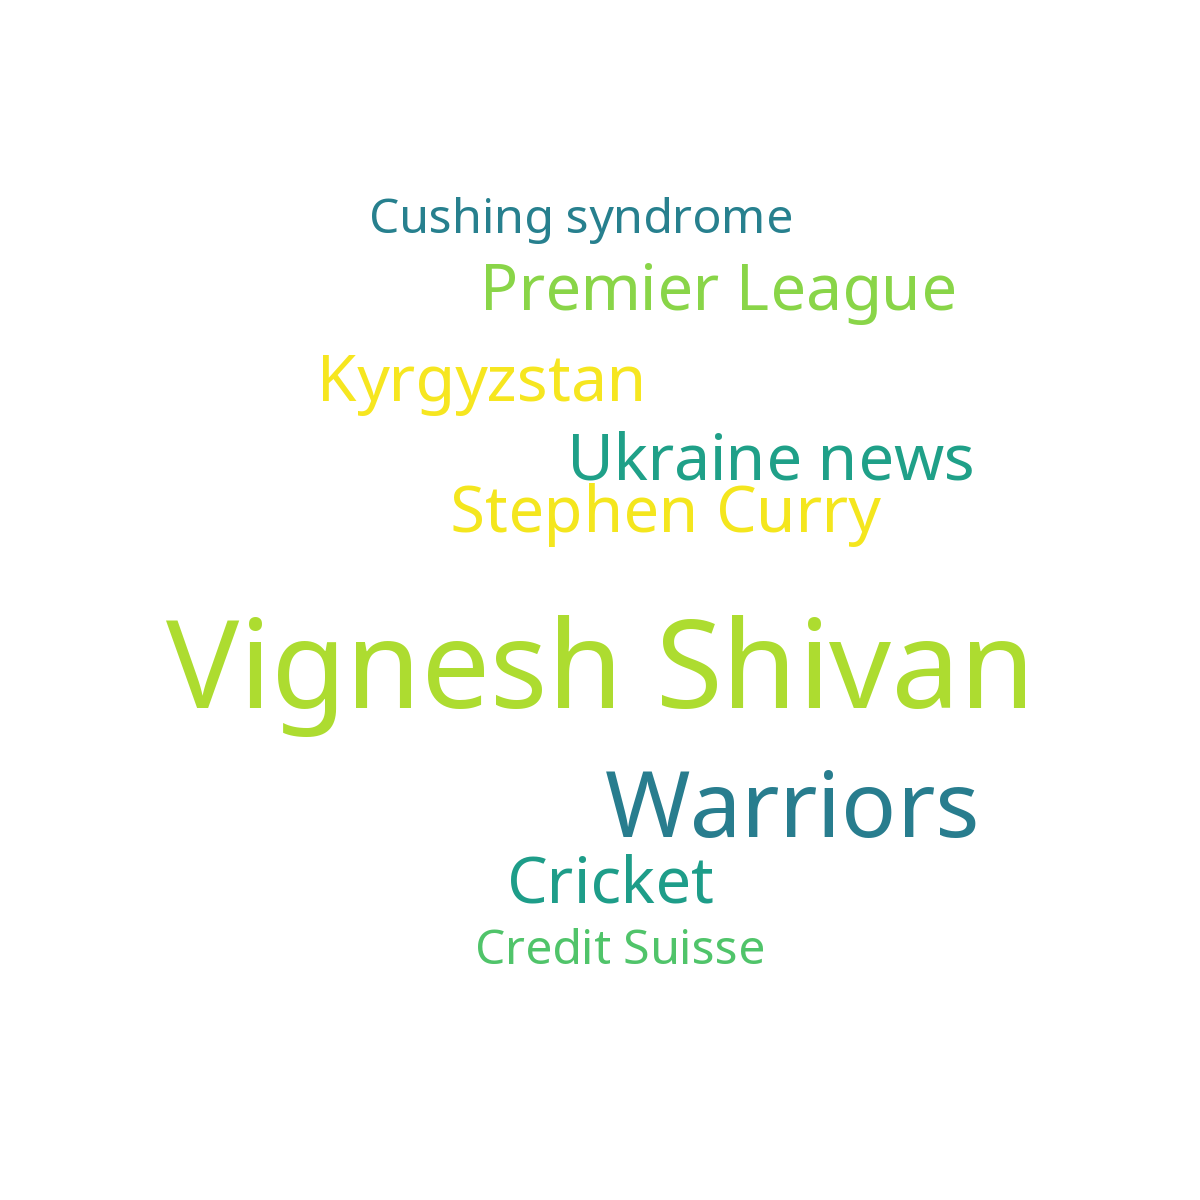 Cushing syndrome
Premier League
Kyrgyzstan
Ukraine news
Stephen Curry
Vignesh Shivan
Warriors
Cricket
Credit Suisse